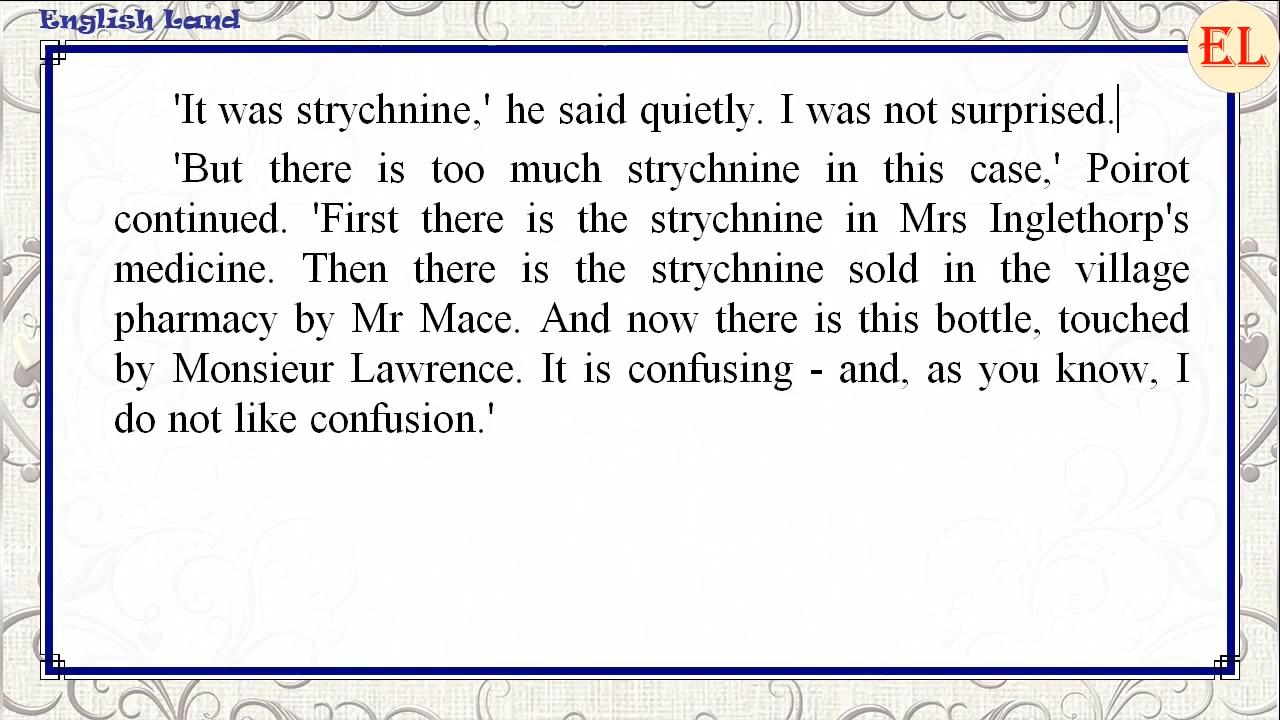 English Land
EL
'It was strychnine,' he said quietly. I was not surprised.
'But there is too much strychnine in this case,' Poirot
continued. 'First there is the strychnine in Mrs Inglethorp's
medicine. Then there is the strychnine sold in the village
pharmacy by Mr Mace. And now there is this bottle, touched
by Monsieur Lawrence. It is confusing - and, as you know, I
do not like confusion.'